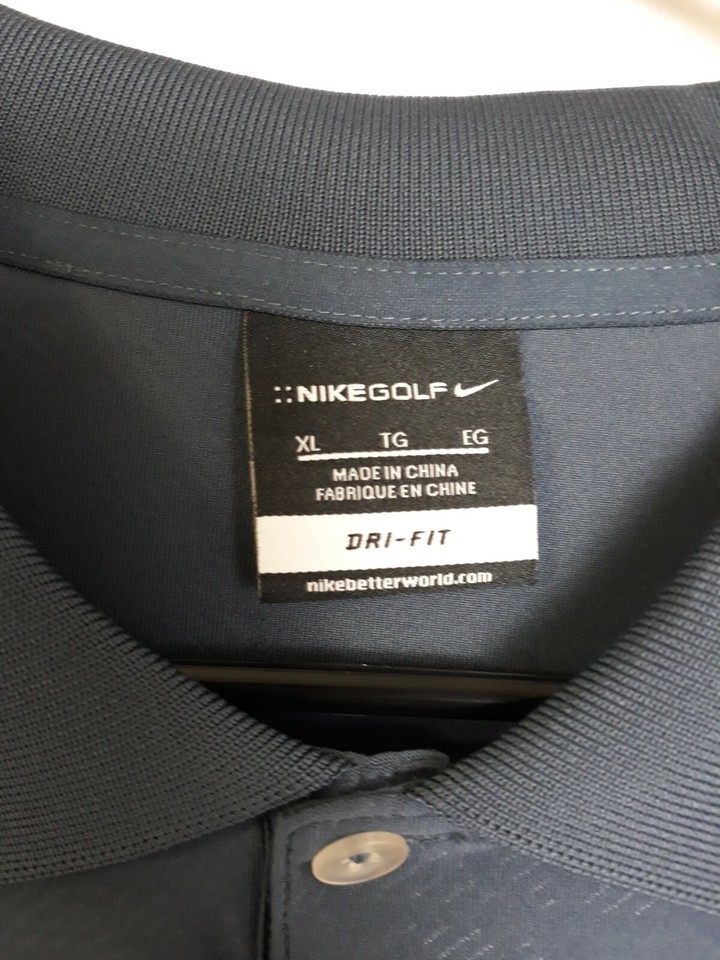 ::NIKEGOLF
XL TG EG
MADE IN CHINA
FABRIQUE EN CHINE
DRI-FIT
nikebetterworld.com